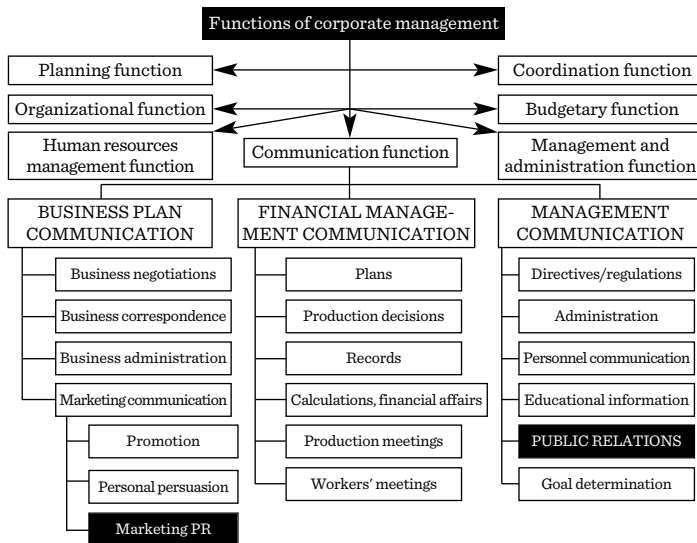 Functions of corporate management
Planning function
Coordination function
Organizational function
Budgetary function
Human resources
management function
Communication function
Management and
administration function
BUSINESS PLAN
COMMUNICATION
FINANCIAL MANAGE-
MENT COMMUNICATION
MANAGEMENT
COMMUNICATION
Business negotiations
Business correspondence
Business administration
Marketing communication
Promotion
Personal persuasion
Marketing PR
Plans
Production decisions
Records
Calculations, financial affairs
Production meetings
Workers' meetings
Directives/regulations
Administration
Personnel communication
Educational information
PUBLIC RELATIONS
Goal determination